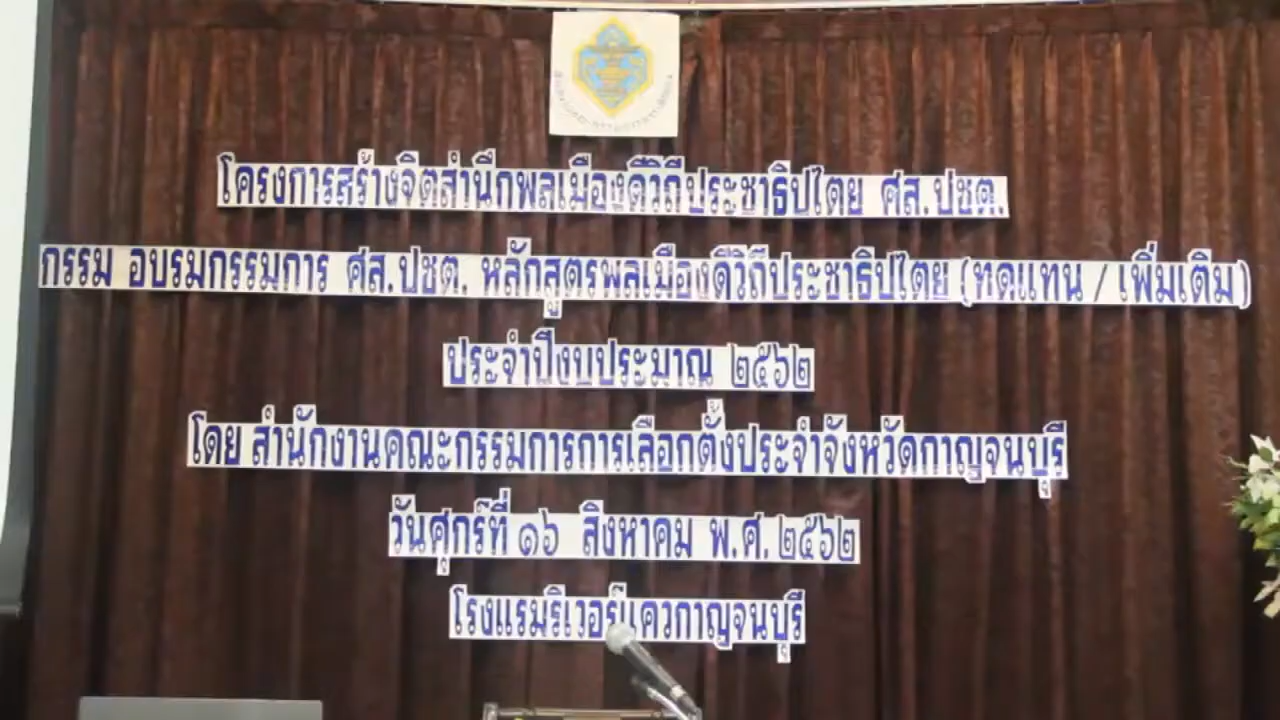 โครงการสร้างจิตสำนึกพลเมืองดีวิถีประชาธิปไตย ศส.ปชต.
กรรม อบรมกรรมการ ศส.ปชต. หลักสูตรพลเมืองดีวิถีประชาธิปไตย (ทดแทน / เพิ่มเติม)
ประจำปีงบประมาณ ๒๕๖๒
โดย สำนักงานคณะกรรมการการเลือกตั้งประจำจังหวัดกาญจนบุรี
วันศุกร์ที่ ๑๖ สิงหาคม พ.ศ. ๒๕๖๒
โรงแรมริเวอร์แควกาญจนบุรี